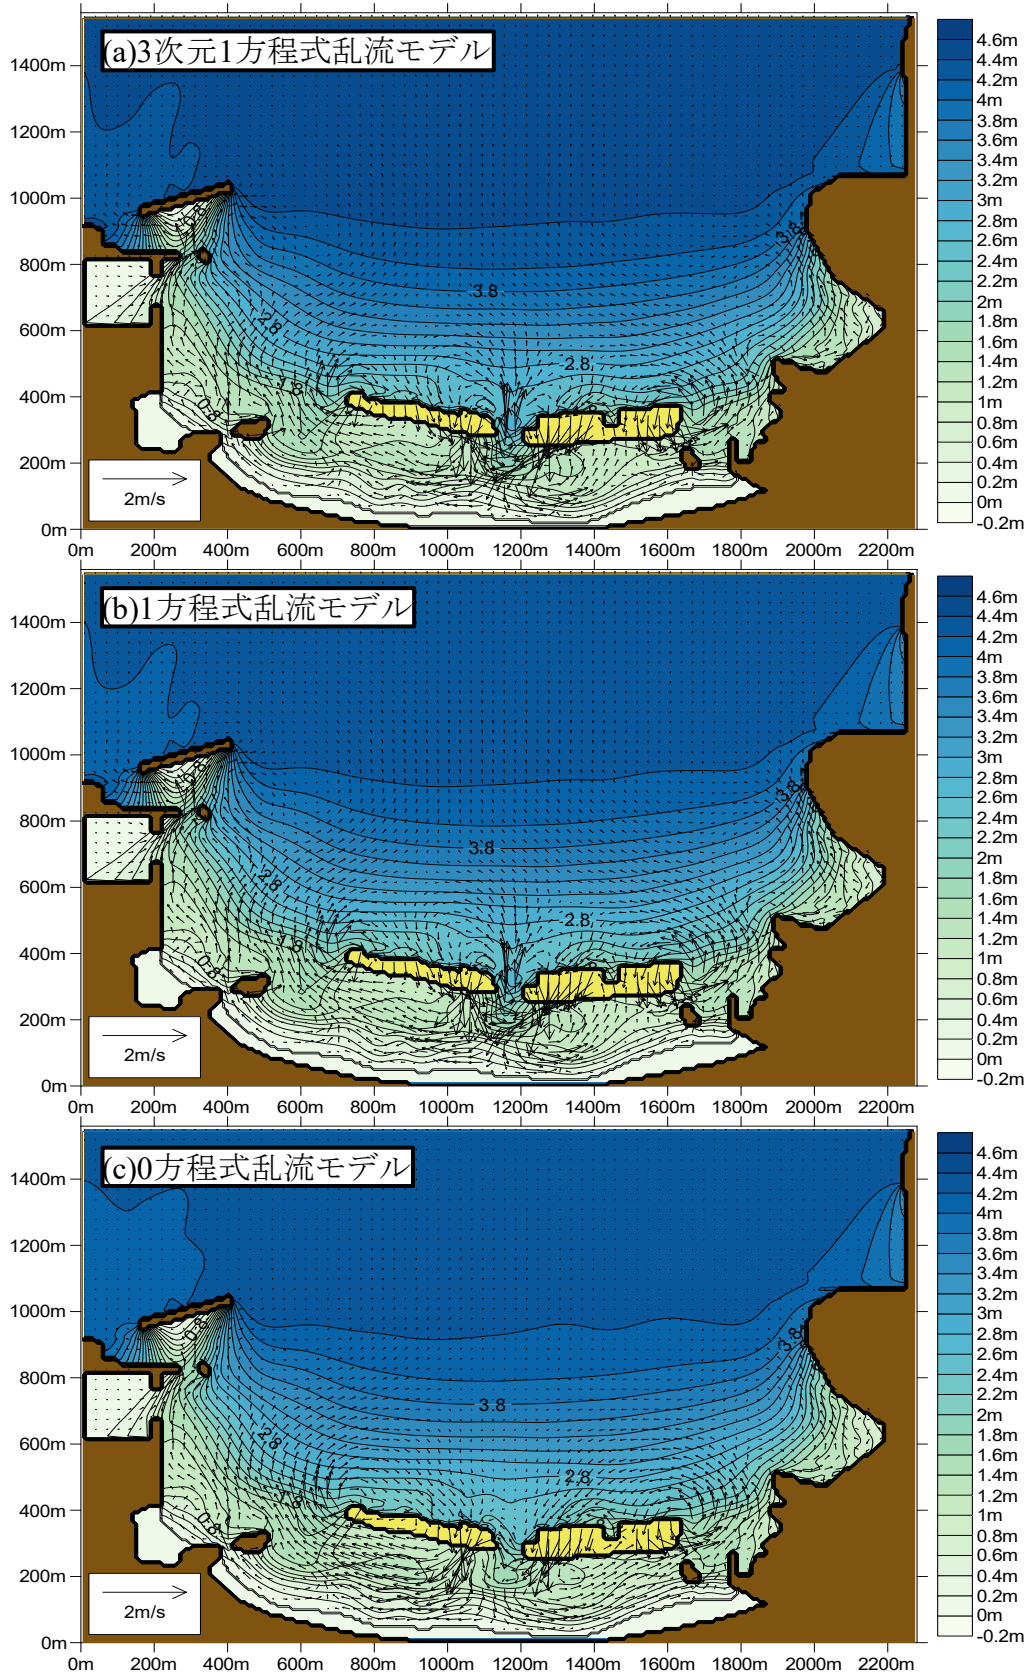 (a)3次元1方程式乱流モデル
1400m
1200m
1000m
800m
600m
400m
200m
0m
0.8
3.8
3.8
2.8
2.8
1.8
0.8
2m/s
0m 200m 400m 600m 800m 1000m 1200m 1400m 1600m 1800m 2000m 2200m
4.6m
4.4m
4.2m
4m
3.8m
3.6m
3.4m
3.2m
3m
2.8m
2.6m
2.4m
2.2m
2m
1.8m
1.6m
1.4m
1.2m
1m
0.8m
0.6m
0.4m
0.2m
0m
-0.2m
(b)1方程式乱流モデル
1400m
1200m
1000m
800m
600m
400m
200m
0m
0.8
3.8
3.8
2.8
2.8
1.8
0.8
2m/s
0m 200m 400m 600m 800m 1000m 1200m 1400m 1600m 1800m 2000m 2200m
4.6m
4.4m
4.2m
4m
3.8m
3.6m
3.4m
3.2m
3m
2.8m
2.6m
2.4m
2.2m
2m
1.8m
1.6m
1.4m
1.2m
1m
0.8m
0.6m
0.4m
0.2m
0m
-0.2m
(c)0方程式乱流モデル
1400m
1200m
1000m
800m
600m
400m
200m
0m
0.8
3.8
3.8
2.8
2.8
1.8
0.8
2m/s
0m 200m 400m 600m 800m 1000m 1200m 1400m 1600m 1800m 2000m 2200m
4.6m
4.4m
4.2m
4m
3.8m
3.6m
3.4m
3.2m
3m
2.8m
2.6m
2.4m
2.2m
2m
1.8m
1.6m
1.4m
1.2m
1m
0.8m
0.6m
0.4m
0.2m
0m
-0.2m